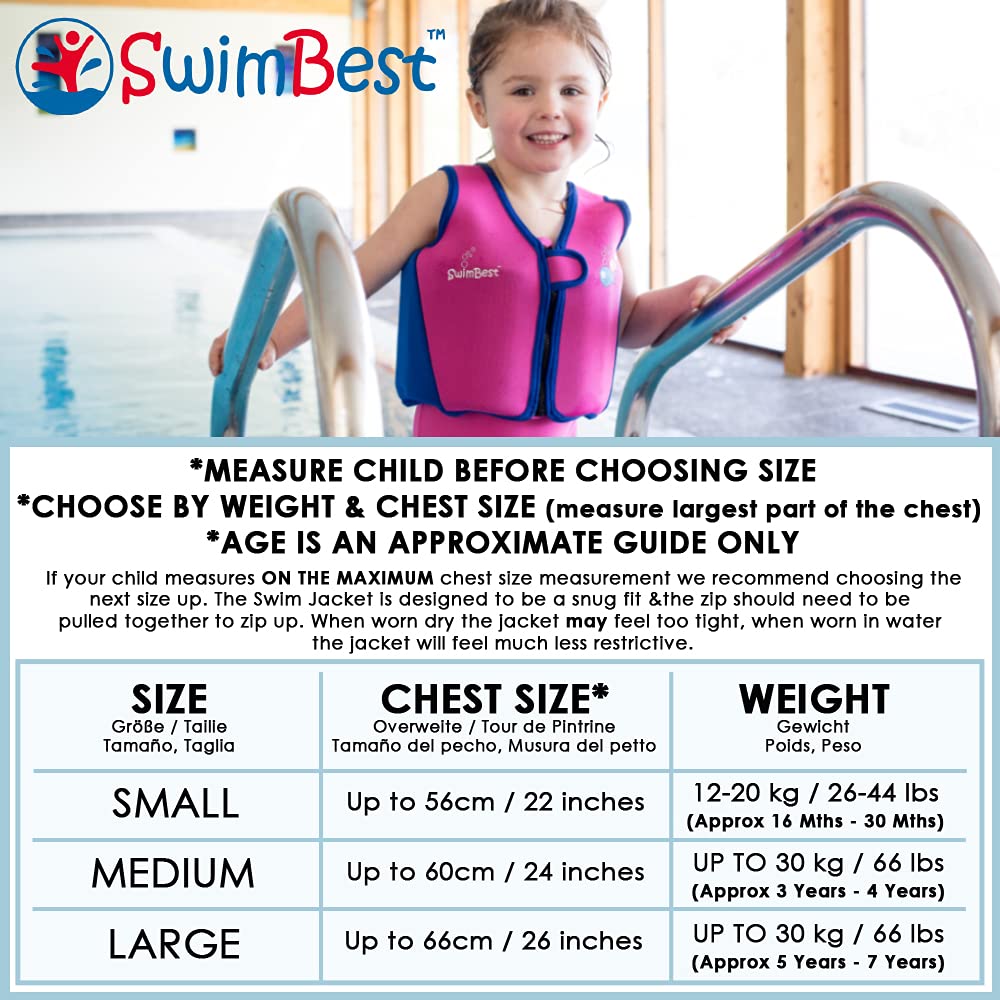 SwimBest™
SwimBest™
*MEASURE CHILD BEFORE CHOOSING SIZE
*CHOOSE BY WEIGHT & CHEST SIZE (measure largest part of the chest)
*AGE IS AN APPROXIMATE GUIDE ONLY
If your child measures ON THE MAXIMUM chest size measurement we recommend choosing the
next size up. The Swim Jacket is designed to be a snug fit &the zip should need to be
pulled together to zip up. When worn dry the jacket may feel too tight, when worn in water
the jacket will feel much less restrictive.
SIZE
Größe / Taille
Tamaño, Taglia
CHEST SIZE*
Overweite / Tour de Pintrine
Tamaño del pecho, Musura del petto
WEIGHT
Gewicht
Poids, Peso
SMALL
Up to 56cm / 22 inches
12-20 kg / 26-44 lbs
(Approx 16 Mths - 30 Mths)
MEDIUM
Up to 60cm / 24 inches
UP TO 30 kg / 66 lbs
(Approx 3 Years - 4 Years)
LARGE
Up to 66cm / 26 inches
UP TO 30 kg / 66 lbs
(Approx 5 Years - 7 Years)